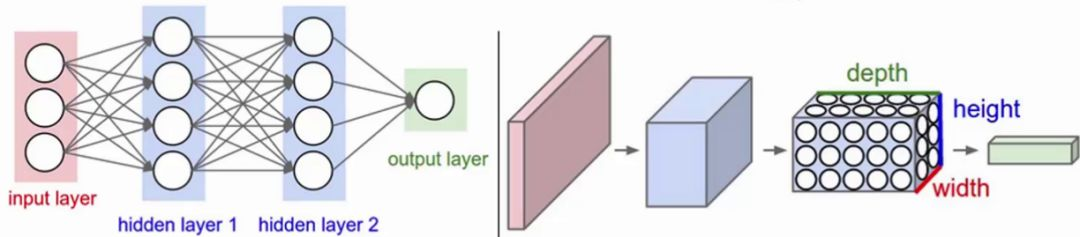 input layer
hidden layer 1
hidden layer 2
output layer
depth
height
width